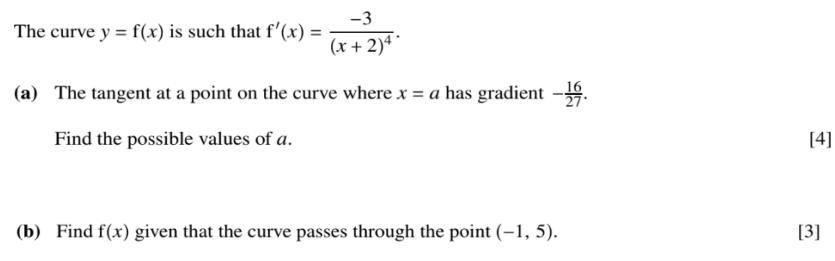 The curve y = f(x) is such that f′(x) = −3/(x + 2)⁴.
(a) The tangent at a point on the curve where x = a has gradient −16/27.
Find the possible values of a. [4]
(b) Find f(x) given that the curve passes through the point (−1, 5). [3]